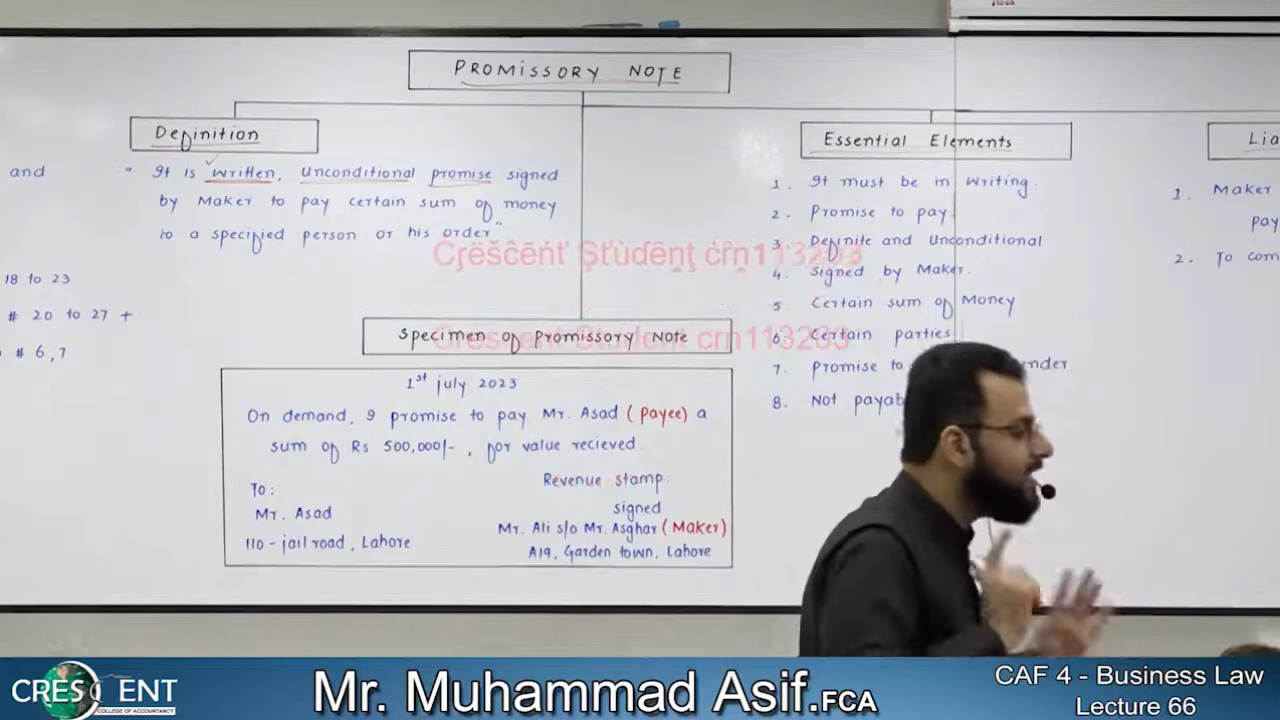 PROMISSORY NOTE
Definition
and
" It is written, Unconditional promise signed
by Maker to pay certain sum of money
to a specified person or his order"
18 to 23
# 20 to 27 +
# 6,7
Specimen of Promissory Note
1st july 2023
On demand, I promise to pay Mr. Asad (payee) a
sum of Rs 500,000/- , for value recieved
To:
Mr. Asad
110 - jail road, Lahore
Revenue stamp
signed
Mr. Ali s/o Mr. Asghar (Maker)
A19, Garden town, Lahore
Essential Elements
1. It must be in writing.
2. Promise to pay
3. Definite and Unconditional
4. Signed by Maker.
5. Certain sum of Money
6. Certain parties
7. Promise to
8. Not
Lia
1. Maker
pay
2. To com
Crescent Student crn113203
Crescent Student crn113203
CRESCENT
COLLEGE OF ACCOUNTANCY
Mr. Muhammad Asif.FCA
CAF 4 - Business Law
Lecture 66